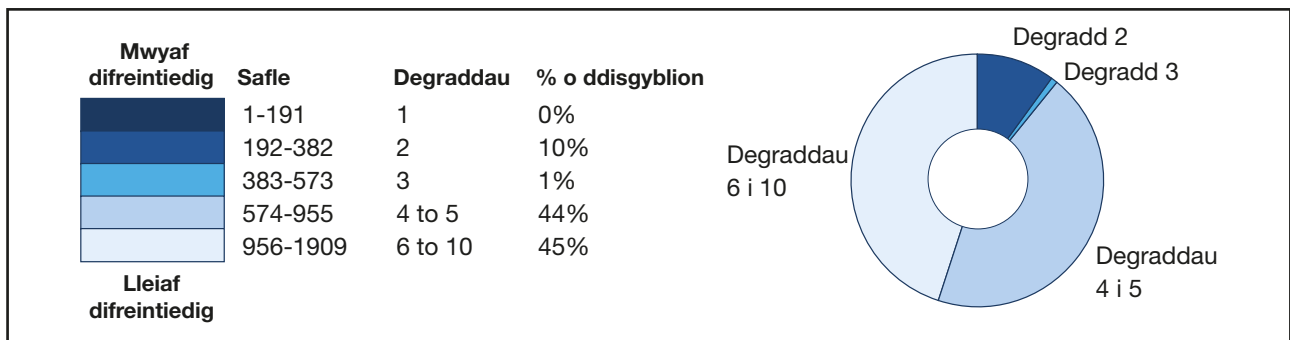 Mwyaf
difreintiedig
Safle Degraddau % o ddisgyblion
1-191 1 0%
192-382 2 10%
383-573 3 1%
574-955 4 to 5 44%
956-1909 6 to 10 45%
Lleiaf
difreintiedig
Degradd 2
Degradd 3
Degraddau
6 i 10
Degraddau
4 i 5